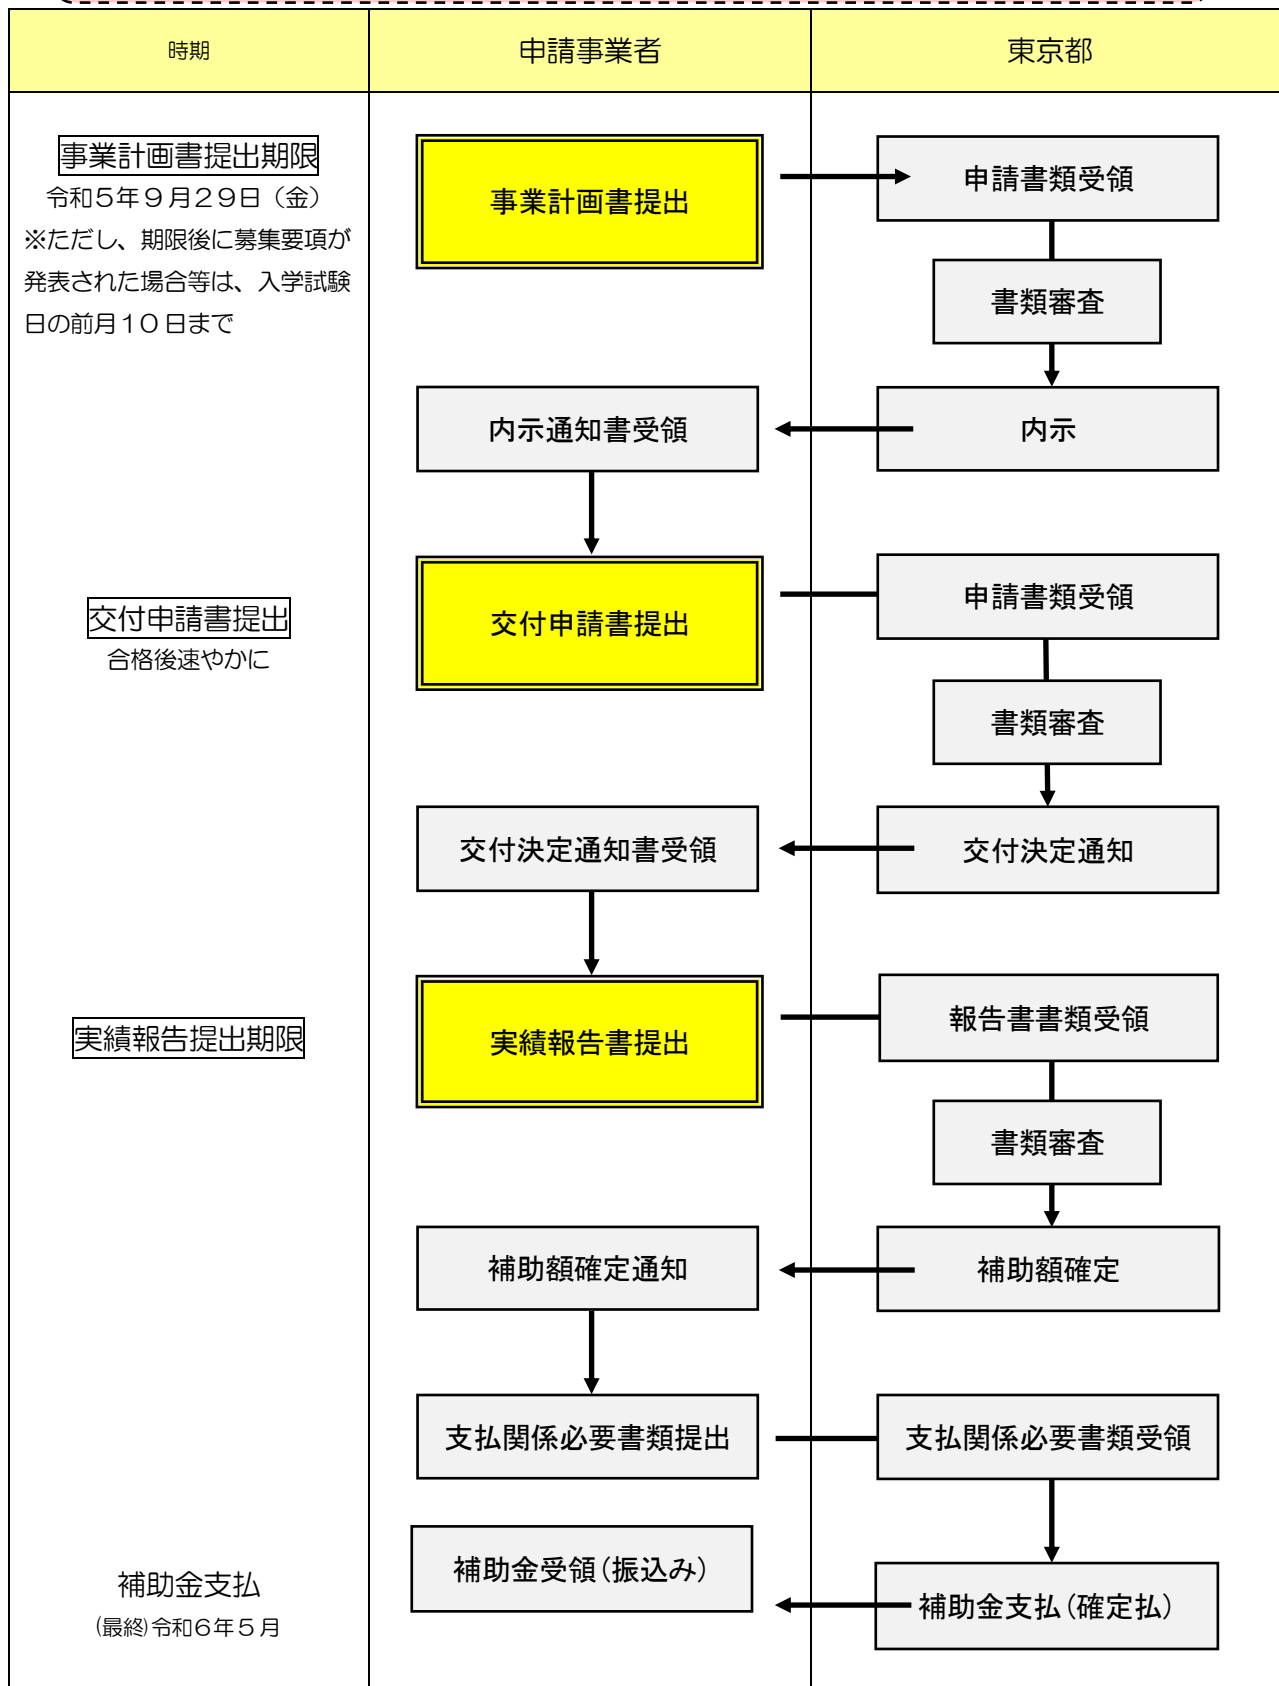 時期
申請事業者
東京都
事業計画書提出期限
令和５年９月２９日（金）
※ただし、期限後に募集要項が
発表された場合等は、入学試験
日の前月１０日まで
事業計画書提出
申請書類受領
書類審査
内示通知書受領
内示
交付申請書提出
合格後速やかに
交付申請書提出
申請書類受領
書類審査
交付決定通知書受領
交付決定通知
実績報告提出期限
実績報告書提出
報告書書類受領
書類審査
補助額確定通知
補助額確定
支払関係必要書類提出
支払関係必要書類受領
補助金支払
(最終)令和６年５月
補助金受領(振込み)
補助金支払(確定払)